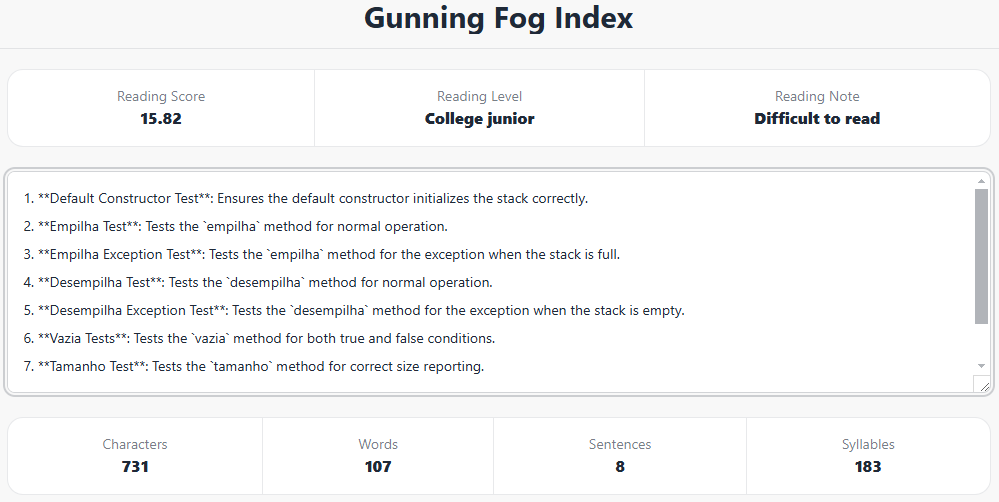 Gunning Fog Index
Reading Score
15.82
Reading Level
College junior
Reading Note
Difficult to read
1. **Default Constructor Test**: Ensures the default constructor initializes the stack correctly.
2. **Empilha Test**: Tests the `empilha` method for normal operation.
3. **Empilha Exception Test**: Tests the `empilha` method for the exception when the stack is full.
4. **Desempilha Test**: Tests the `desempilha` method for normal operation.
5. **Desempilha Exception Test**: Tests the `desempilha` method for the exception when the stack is empty.
6. **Vazia Tests**: Tests the `vazia` method for both true and false conditions.
7. **Tamanho Test**: Tests the `tamanho` method for correct size reporting.
Characters
731
Words
107
Sentences
8
Syllables
183